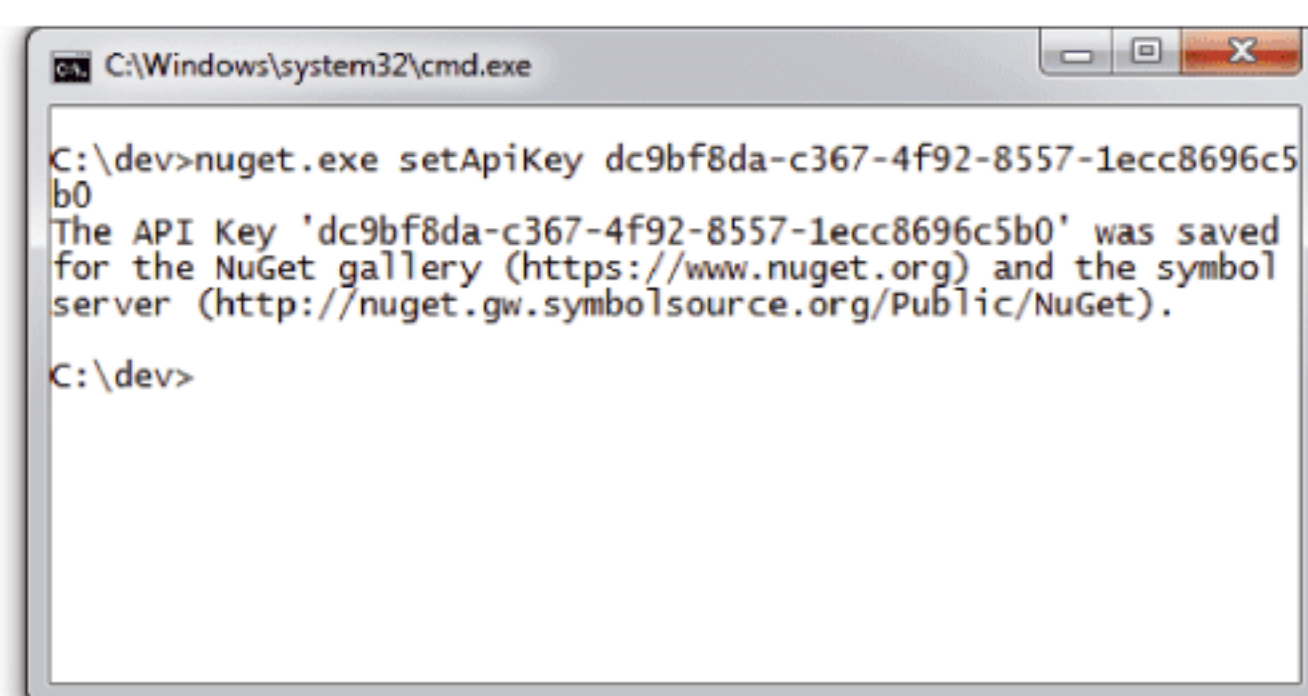 C:\Windows\system32\cmd.exe
C:\dev>nuget.exe setApiKey dc9bf8da-c367-4f92-8557-1ecc8696c5
b0
The API Key 'dc9bf8da-c367-4f92-8557-1ecc8696c5b0' was saved
for the NuGet gallery (https://www.nuget.org) and the symbol
server (http://nuget.gw.symbolsource.org/Public/NuGet).
C:\dev>